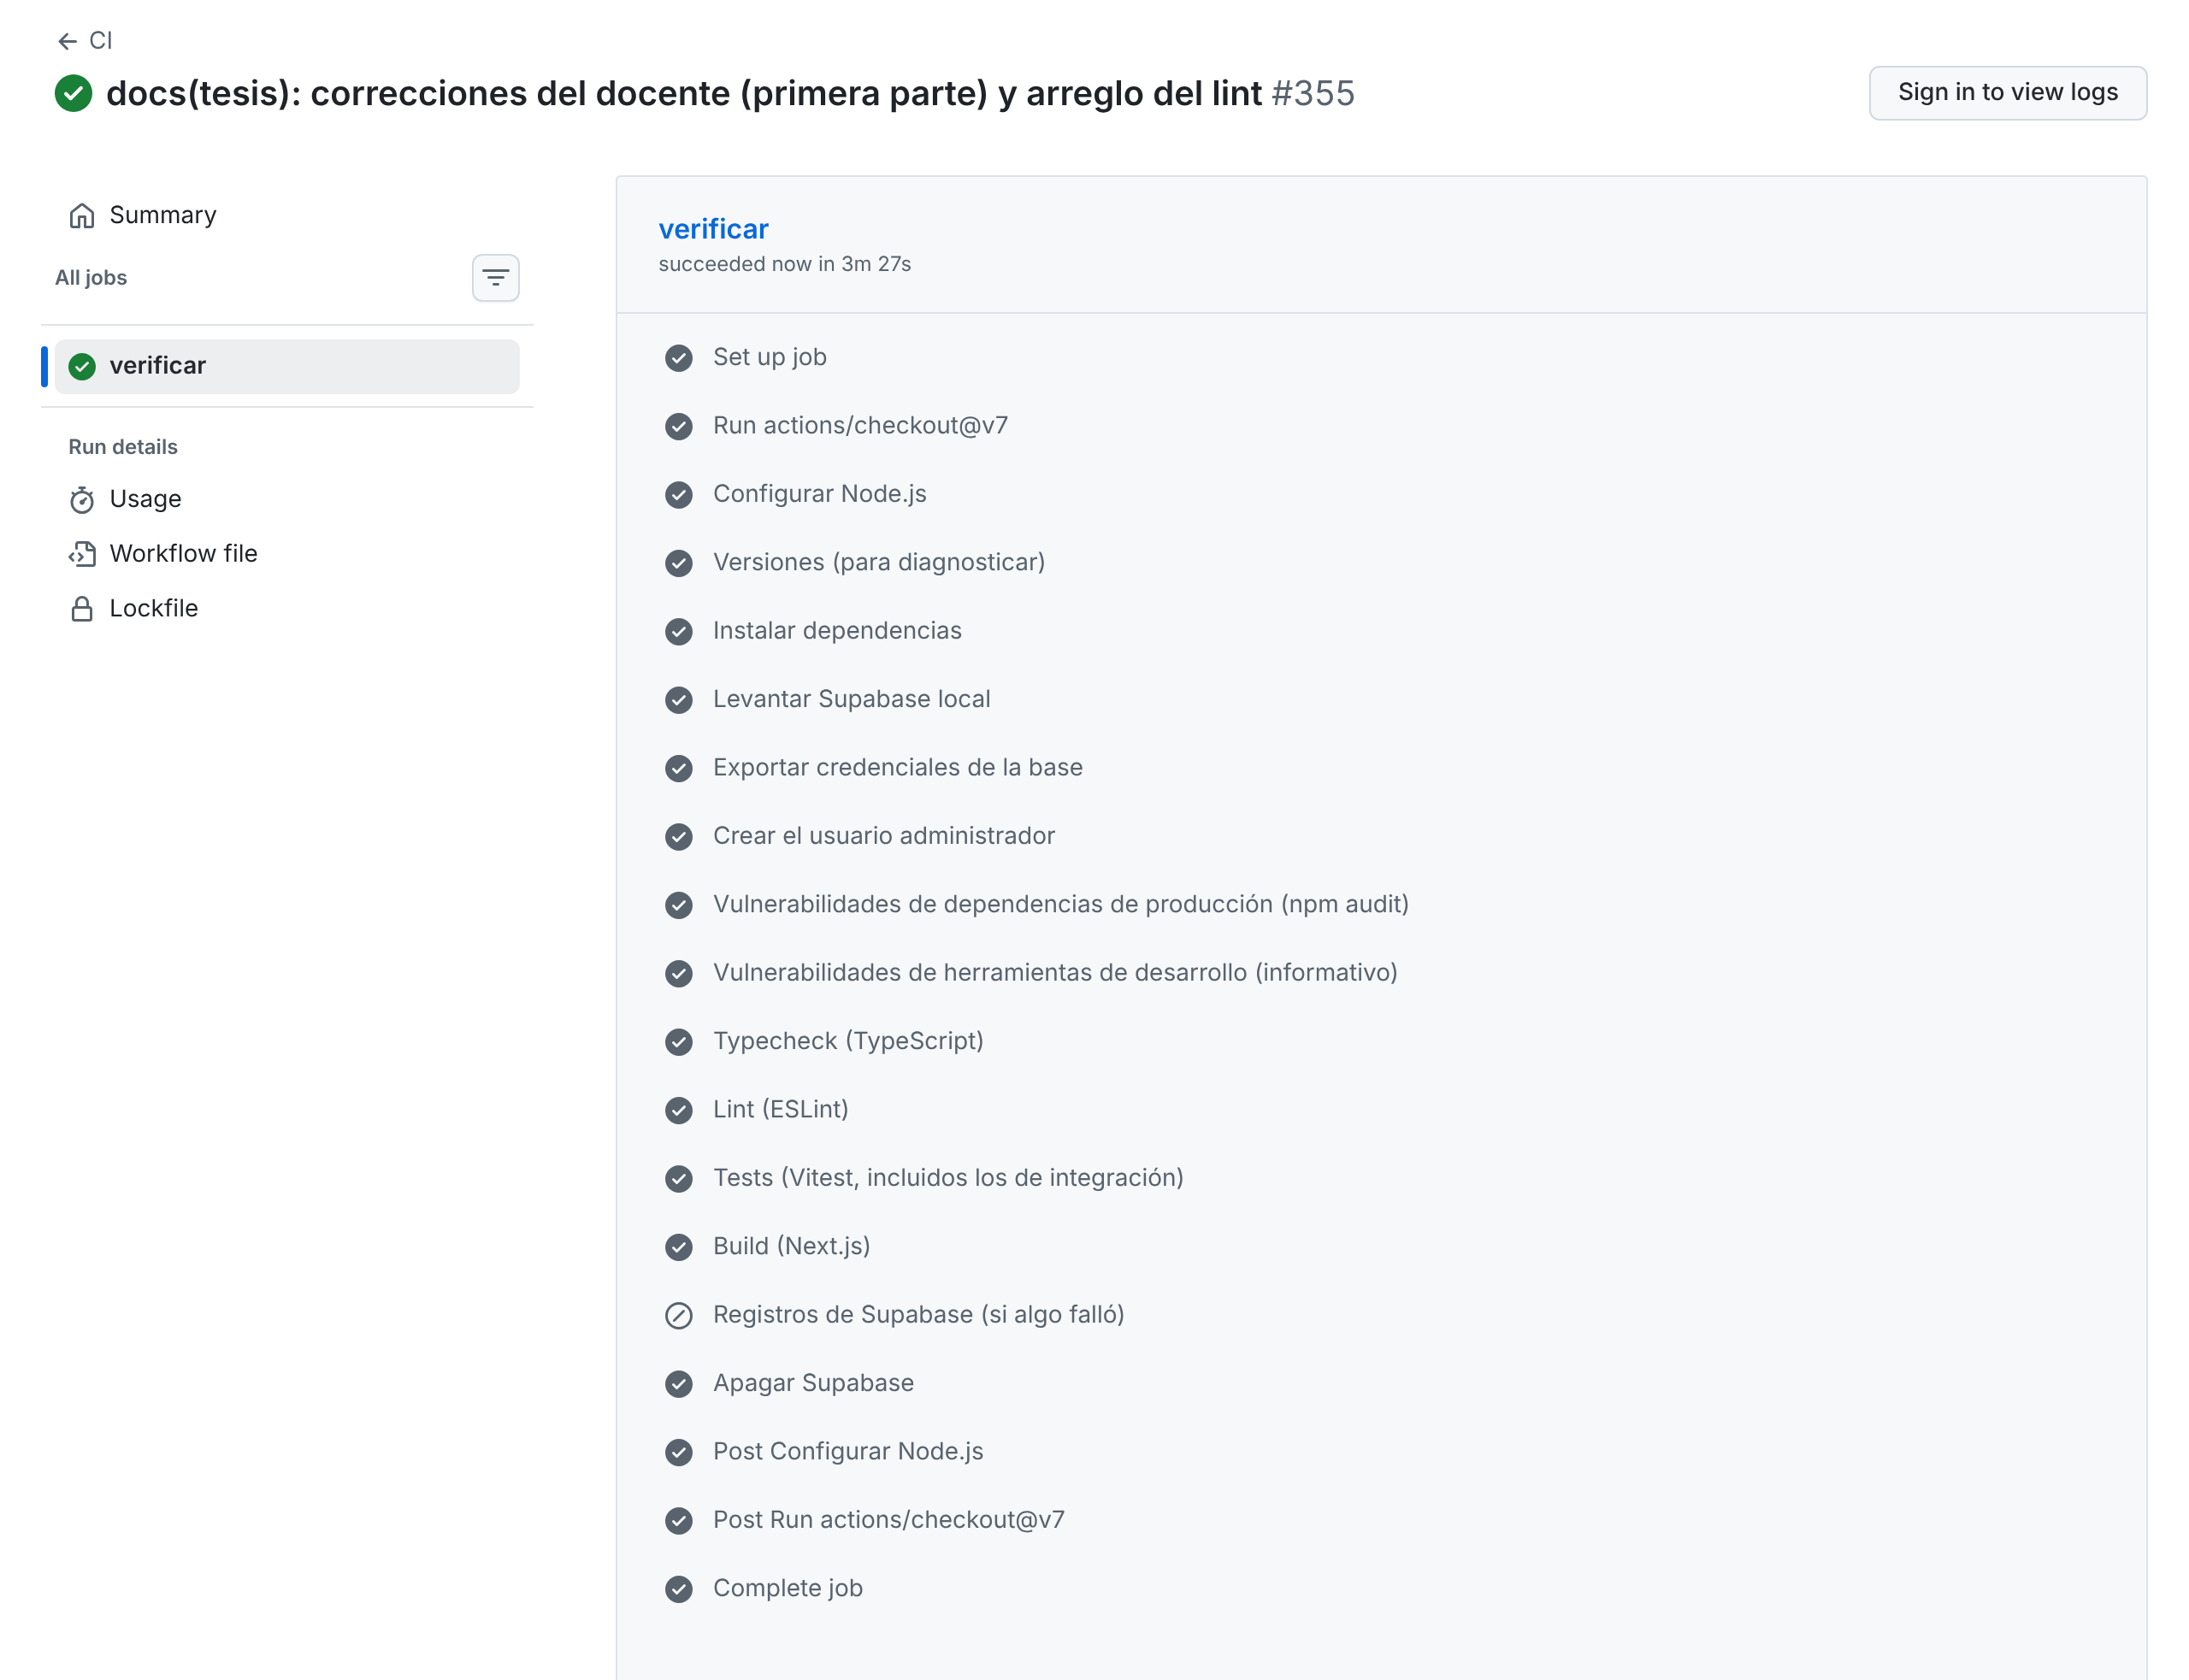 CI
docs(tesis): correcciones del docente (primera parte) y arreglo del lint #355
Sign in to view logs
Summary
All jobs
verificar
Run details
Usage
Workflow file
Lockfile
verificar
succeeded now in 3m 27s
Set up job
Run actions/checkout@v7
Configurar Node.js
Versiones (para diagnosticar)
Instalar dependencias
Levantar Supabase local
Exportar credenciales de la base
Crear el usuario administrador
Vulnerabilidades de dependencias de producción (npm audit)
Vulnerabilidades de herramientas de desarrollo (informativo)
Typecheck (TypeScript)
Lint (ESLint)
Tests (Vitest, incluidos los de integración)
Build (Next.js)
Registros de Supabase (si algo falló)
Apagar Supabase
Post Configurar Node.js
Post Run actions/checkout@v7
Complete job